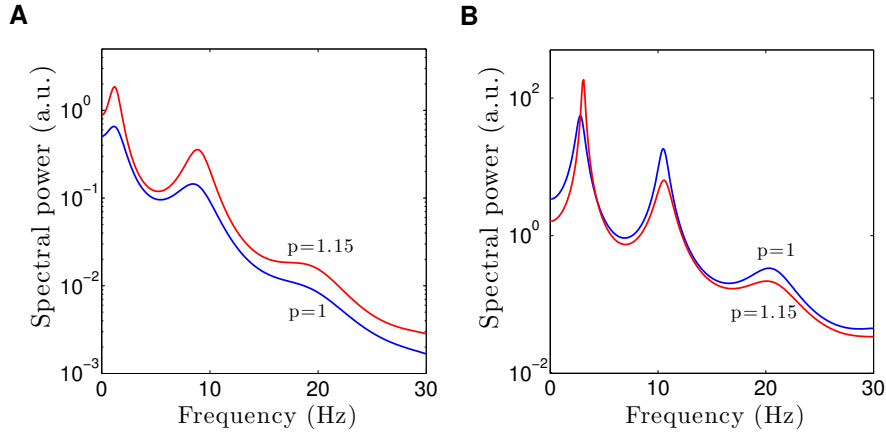 A
Spectral power (a.u.)
10^0
10^-1
10^-2
10^-3
p=1.15
p=1
0
10
20
30
Frequency (Hz)
B
Spectral power (a.u.)
10^2
10^0
10^-2
p=1
p=1.15
0
10
20
30
Frequency (Hz)